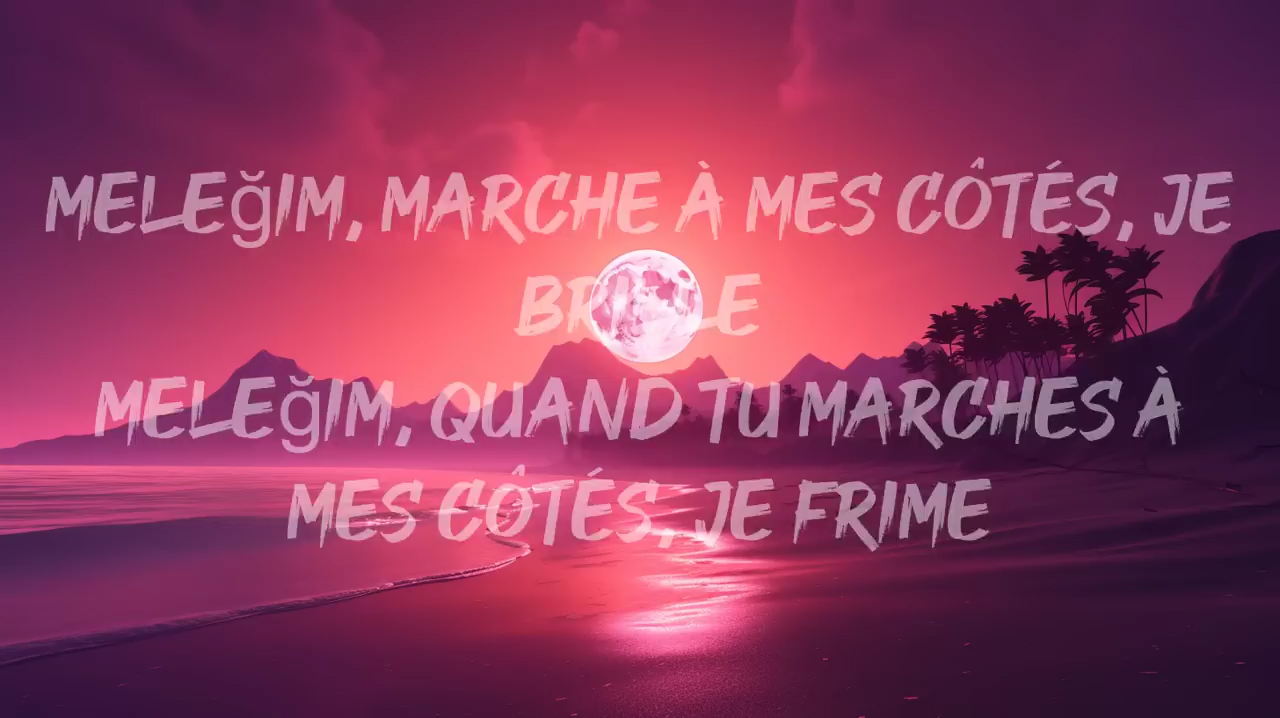 MELEğIM, MARCHE À MES CÔTÉS, JE
BRILLE
MELEğIM, QUAND TU MARCHES À
MES CÔTÉS, JE FRIME